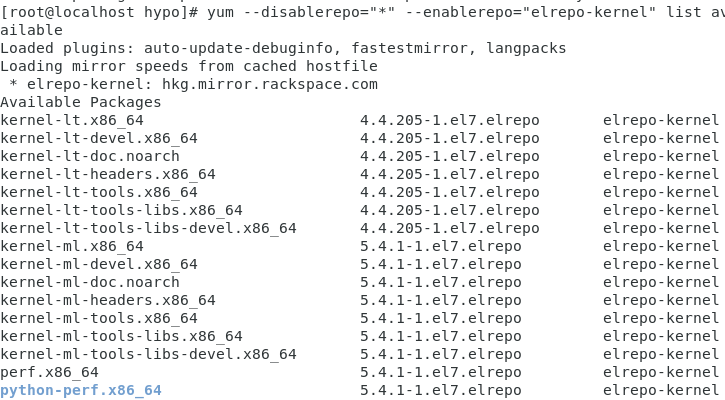 [root@localhost hypo]# yum --disablerepo="*" --enablerepo="elrepo-kernel" list av
ailable
Loaded plugins: auto-update-debuginfo, fastestmirror, langpacks
Loading mirror speeds from cached hostfile
 * elrepo-kernel: hkg.mirror.rackspace.com
Available Packages
kernel-lt.x86_64                        4.4.205-1.el7.elrepo       elrepo-kernel
kernel-lt-devel.x86_64                  4.4.205-1.el7.elrepo       elrepo-kernel
kernel-lt-doc.noarch                    4.4.205-1.el7.elrepo       elrepo-kernel
kernel-lt-headers.x86_64                4.4.205-1.el7.elrepo       elrepo-kernel
kernel-lt-tools.x86_64                  4.4.205-1.el7.elrepo       elrepo-kernel
kernel-lt-tools-libs.x86_64             4.4.205-1.el7.elrepo       elrepo-kernel
kernel-lt-tools-libs-devel.x86_64       4.4.205-1.el7.elrepo       elrepo-kernel
kernel-ml.x86_64                        5.4.1-1.el7.elrepo         elrepo-kernel
kernel-ml-devel.x86_64                  5.4.1-1.el7.elrepo         elrepo-kernel
kernel-ml-doc.noarch                    5.4.1-1.el7.elrepo         elrepo-kernel
kernel-ml-headers.x86_64                5.4.1-1.el7.elrepo         elrepo-kernel
kernel-ml-tools.x86_64                  5.4.1-1.el7.elrepo         elrepo-kernel
kernel-ml-tools-libs.x86_64             5.4.1-1.el7.elrepo         elrepo-kernel
kernel-ml-tools-libs-devel.x86_64       5.4.1-1.el7.elrepo         elrepo-kernel
perf.x86_64                             5.4.1-1.el7.elrepo         elrepo-kernel
python-perf.x86_64                      5.4.1-1.el7.elrepo         elrepo-kernel